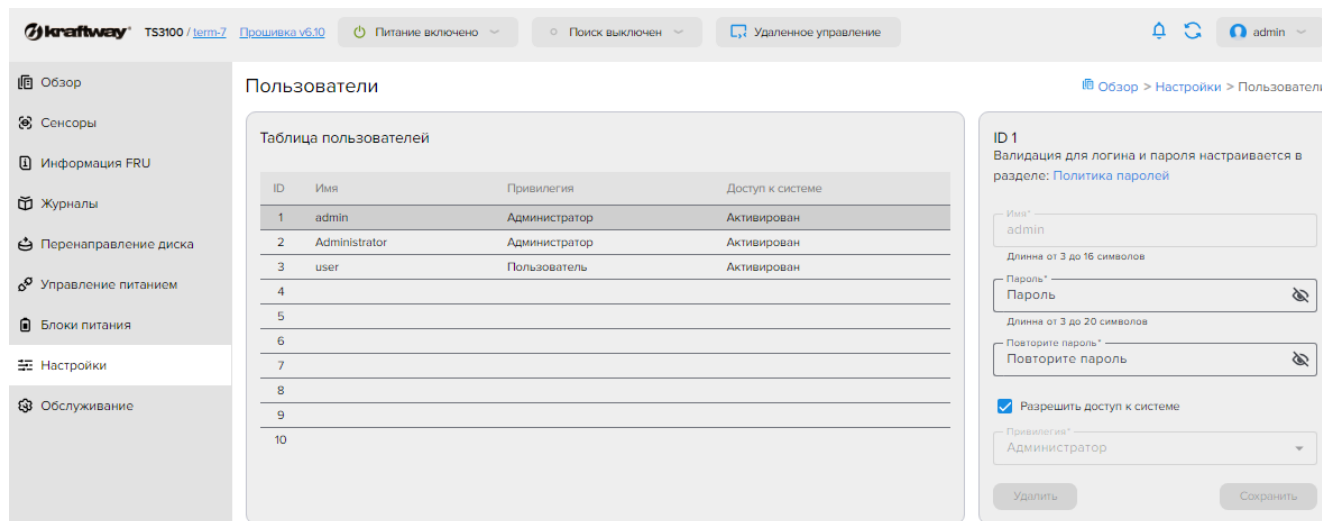 kraftway TS3100 / term-7 Прошивка v6.10 Питание включено Поиск выключен Удаленное управление admin
Обзор
Сенсоры
Информация FRU
Журналы
Перенаправление диска
Управление питанием
Блоки питания
Настройки
Обслуживание
Пользователи
Обзор > Настройки > Пользователи
Таблица пользователей
ID Имя Привилегия Доступ к системе
1 admin Администратор Активирован
2 Administrator Администратор Активирован
3 user Пользователь Активирован
4
5
6
7
8
9
10
ID 1
Валидация для логина и пароля настраивается в
разделе: Политика паролей
Имя*
admin
Длинна от 3 до 16 символов
Пароль*
Пароль
Длинна от 3 до 20 символов
Повторите пароль*
Повторите пароль
Разрешить доступ к системе
Привилегия*
Администратор
Удалить Сохранить